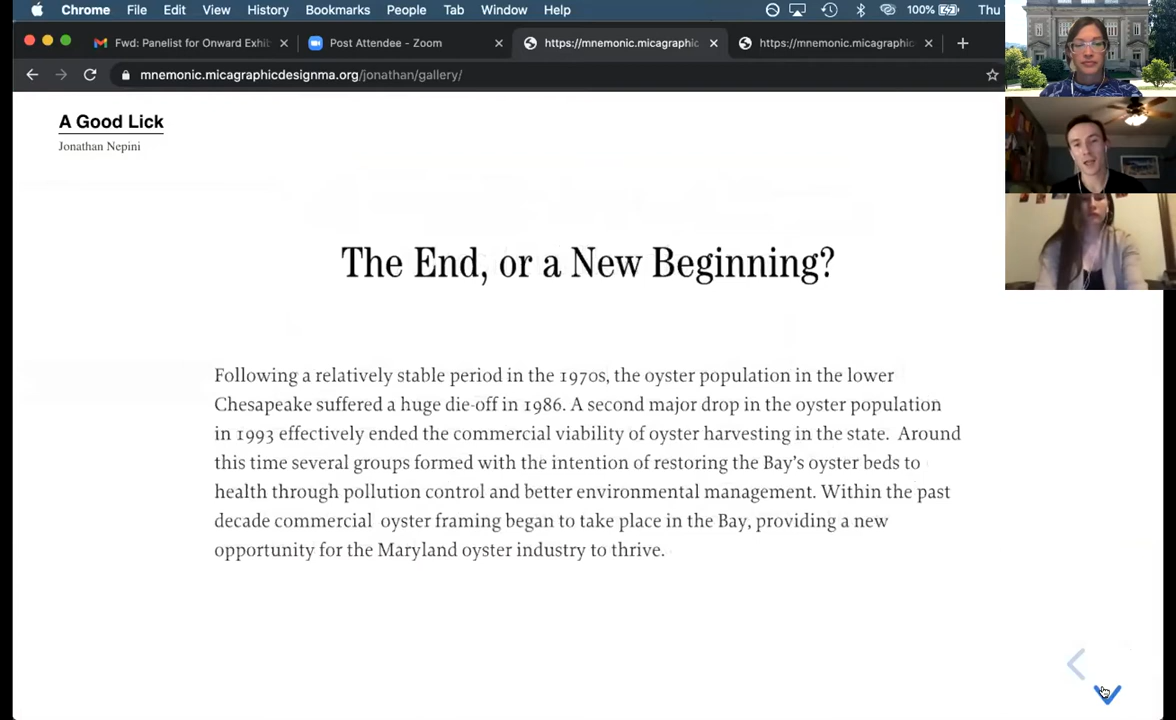 Chrome File Edit View History Bookmarks People Tab Window Help 100% Thu
Fwd: Panelist for Onward Exhi
Post Attendee - Zoom
https://mnemonic.micagraphic
https://mnemonic.micagraphic
mnemonic.micagraphicdesignma.org/jonathan/gallery/
A Good Lick
Jonathan Nepini
The End, or a New Beginning?
Following a relatively stable period in the 1970s, the oyster population in the lower
Chesapeake suffered a huge die-off in 1986. A second major drop in the oyster population
in 1993 effectively ended the commercial viability of oyster harvesting in the state. Around
this time several groups formed with the intention of restoring the Bay's oyster beds to
health through pollution control and better environmental management. Within the past
decade commercial oyster framing began to take place in the Bay, providing a new
opportunity for the Maryland oyster industry to thrive.